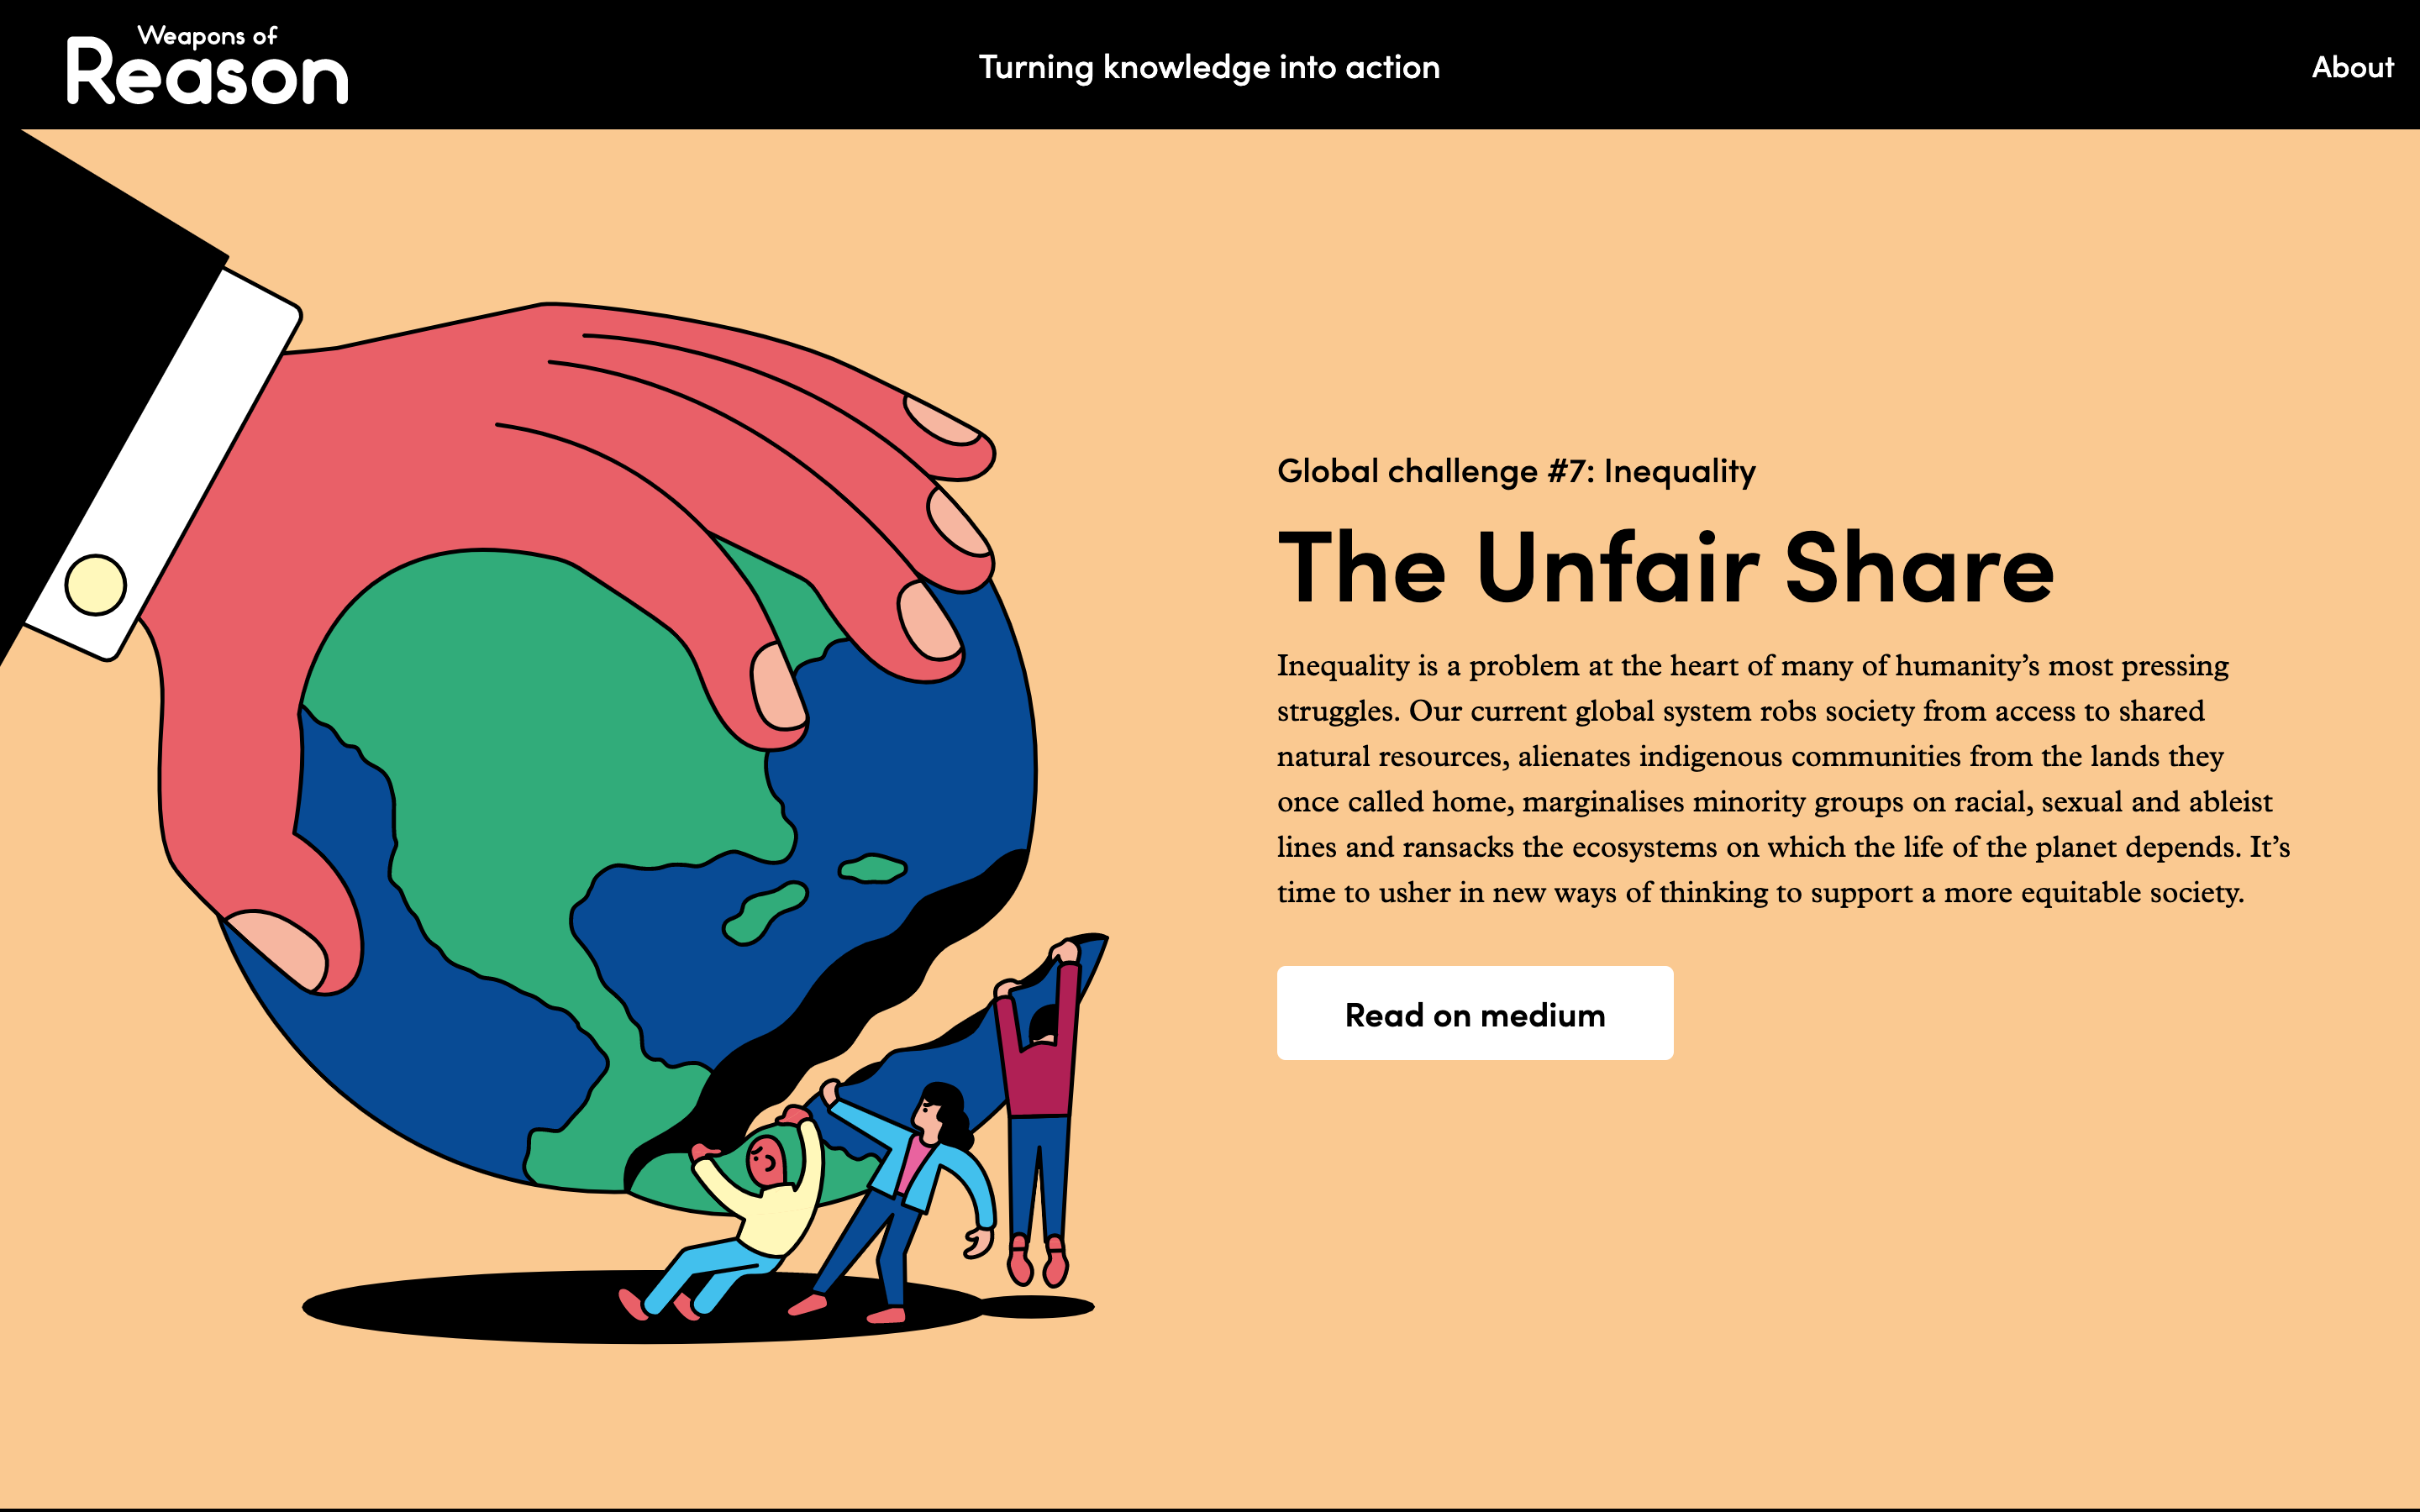 Weapons of
Reason
Turning knowledge into action
About
Global challenge #7: Inequality
The Unfair Share
Inequality is a problem at the heart of many of humanity’s most pressing
struggles. Our current global system robs society from access to shared
natural resources, alienates indigenous communities from the lands they
once called home, marginalises minority groups on racial, sexual and ableist
lines and ransacks the ecosystems on which the life of the planet depends. It’s
time to usher in new ways of thinking to support a more equitable society.
Read on medium